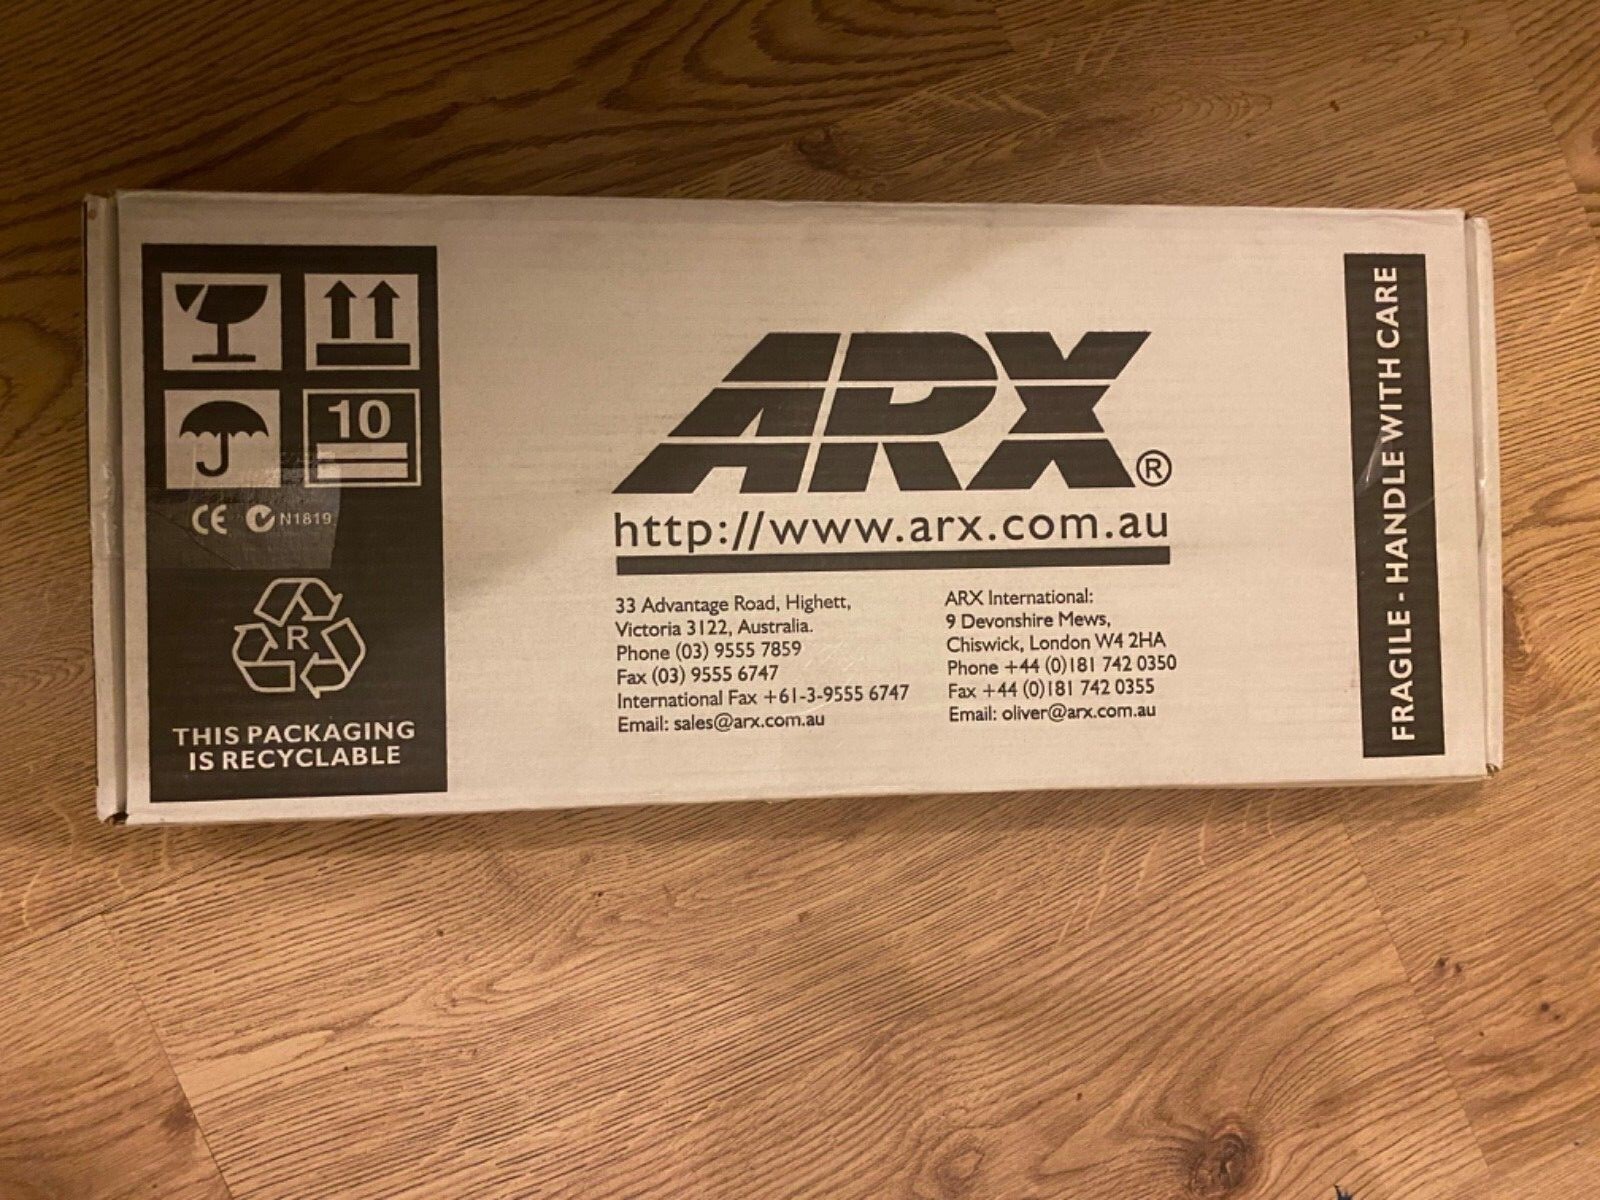 10
CE N1819
R
THIS PACKAGING
IS RECYCLABLE
ARX®
http://www.arx.com.au
33 Advantage Road, Highett,
Victoria 3122, Australia.
Phone (03) 9555 7859
Fax (03) 9555 6747
International Fax +61-3-9555 6747
Email: sales@arx.com.au
ARX International:
9 Devonshire Mews,
Chiswick, London W4 2HA
Phone +44 (0)181 742 0350
Fax +44 (0)181 742 0355
Email: oliver@arx.com.au
FRAGILE - HANDLE WITH CARE